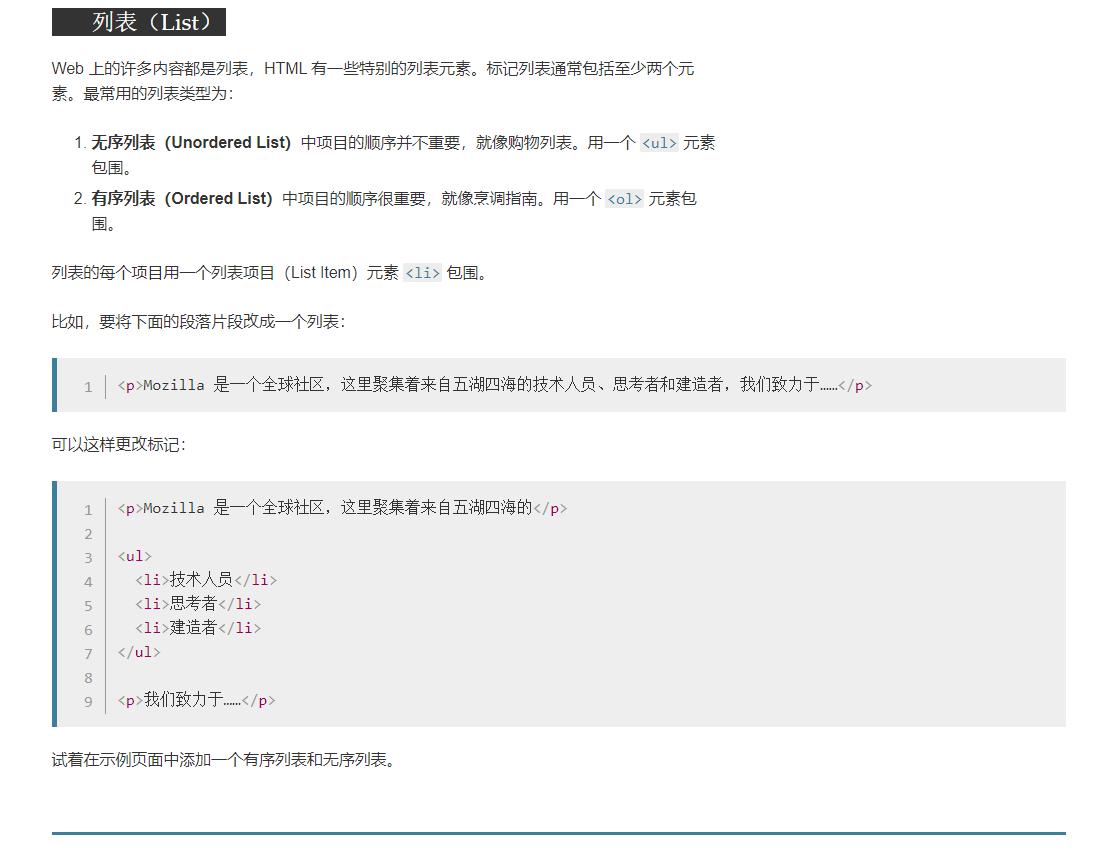 列表（List）
Web 上的许多内容都是列表，HTML 有一些特别的列表元素。标记列表通常包括至少两个元
素。最常用的列表类型为：
1. 无序列表（Unordered List）中项目的顺序并不重要，就像购物列表。用一个 <ul> 元素
包围。
2. 有序列表（Ordered List）中项目的顺序很重要，就像烹调指南。用一个 <ol> 元素包
围。
列表的每个项目用一个列表项目（List Item）元素 <li> 包围。
比如，要将下面的段落片段改成一个列表：
1 <p>Mozilla 是一个全球社区，这里聚集着来自五湖四海的技术人员、思考者和建造者，我们致力于……</p>
可以这样更改标记：
1 <p>Mozilla 是一个全球社区，这里聚集着来自五湖四海的</p>
2
3 <ul>
4   <li>技术人员</li>
5   <li>思考者</li>
6   <li>建造者</li>
7 </ul>
8
9 <p>我们致力于……</p>
试着在示例页面中添加一个有序列表和无序列表。